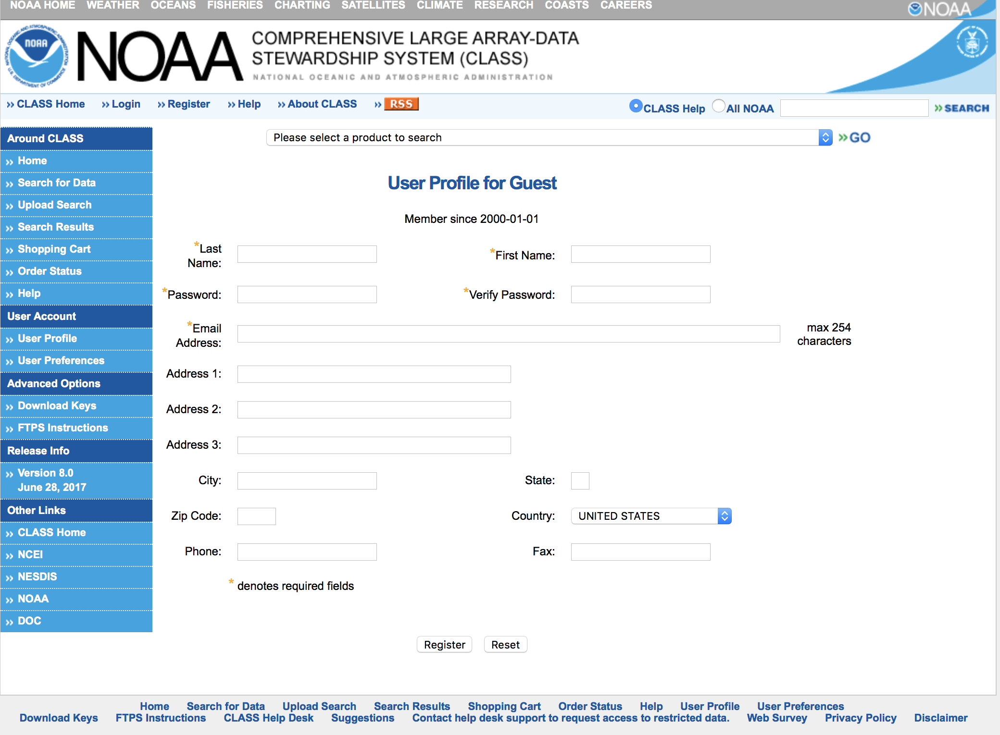 NOAA HOME WEATHER OCEANS FISHERIES CHARTING SATELLITES CLIMATE RESEARCH COASTS CAREERS
NOAA
NOAA
NATIONAL OCEANIC AND ATMOSPHERIC ADMINISTRATION
U.S. DEPARTMENT OF COMMERCE
NOAA
COMPREHENSIVE LARGE ARRAY-DATA
STEWARDSHIP SYSTEM (CLASS)
NATIONAL OCEANIC AND ATMOSPHERIC ADMINISTRATION
» CLASS Home » Login » Register » Help » About CLASS » RSS
CLASS Help All NOAA » SEARCH
Please select a product to search » GO
Around CLASS
» Home
» Search for Data
» Upload Search
» Search Results
» Shopping Cart
» Order Status
» Help
User Account
» User Profile
» User Preferences
Advanced Options
» Download Keys
» FTPS Instructions
Release Info
» Version 8.0
June 28, 2017
Other Links
» CLASS Home
» NCEI
» NESDIS
» NOAA
» DOC
User Profile for Guest
Member since 2000-01-01
*Last
Name:
*First Name:
*Password:
*Verify Password:
*Email
Address:
max 254
characters
Address 1:
Address 2:
Address 3:
City:
State:
Zip Code:
Country: UNITED STATES
Phone:
Fax:
* denotes required fields
Register Reset
Home Search for Data Upload Search Search Results Shopping Cart Order Status Help User Profile User Preferences
Download Keys FTPS Instructions CLASS Help Desk Suggestions Contact help desk support to request access to restricted data. Web Survey Privacy Policy Disclaimer